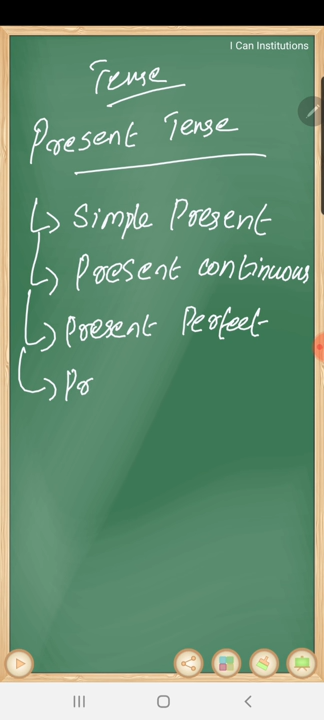 I Can Institutions
Tense
Present Tense
Simple Present
Present continuous
Present Perfect
Pr